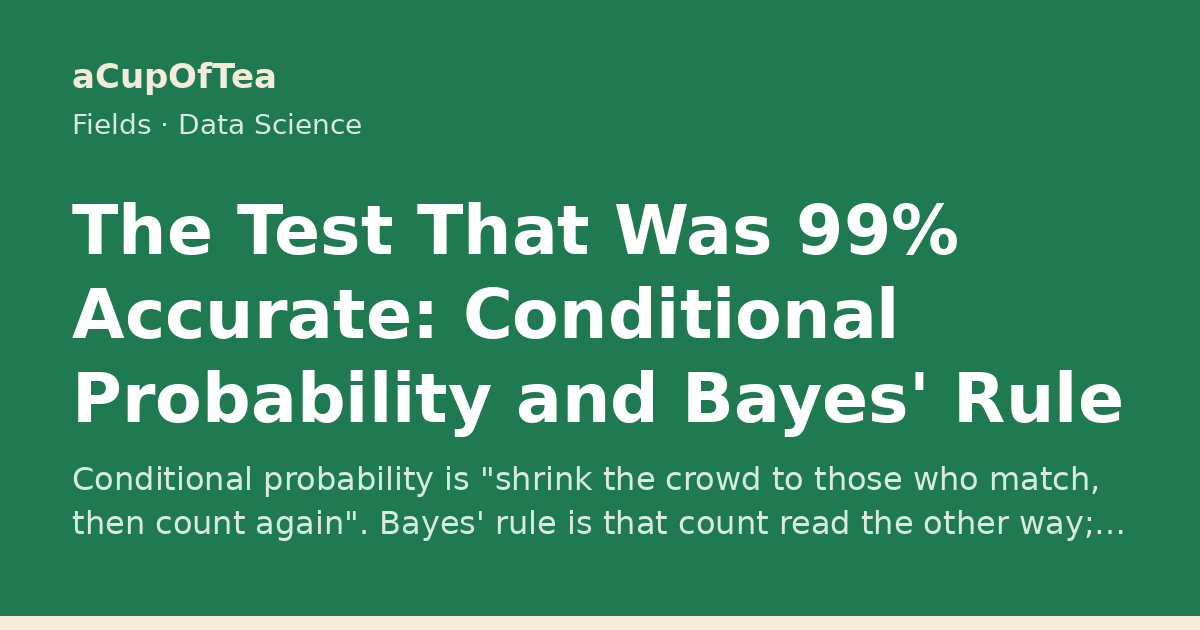 aCupOfTea
Fields · Data Science
The Test That Was 99%
Accurate: Conditional
Probability and Bayes' Rule
Conditional probability is "shrink the crowd to those who match,
then count again". Bayes' rule is that count read the other way;...